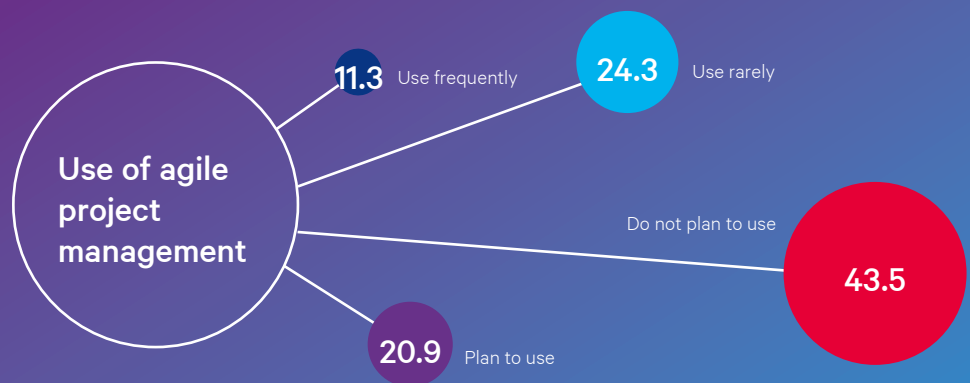 Use of agile
project
management
11.3 Use frequently
24.3 Use rarely
Do not plan to use
43.5
20.9 Plan to use